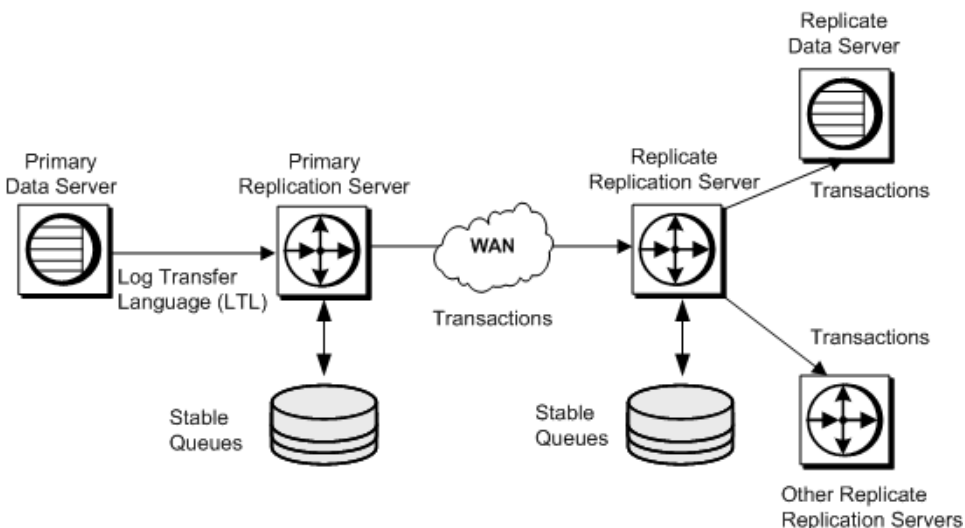 Replicate
Data Server
Primary
Data Server
Primary
Replication Server
Replicate
Replication Server
Transactions
WAN
Log Transfer
Language (LTL)
Transactions
Transactions
Stable
Queues
Stable
Queues
Other Replicate
Replication Servers